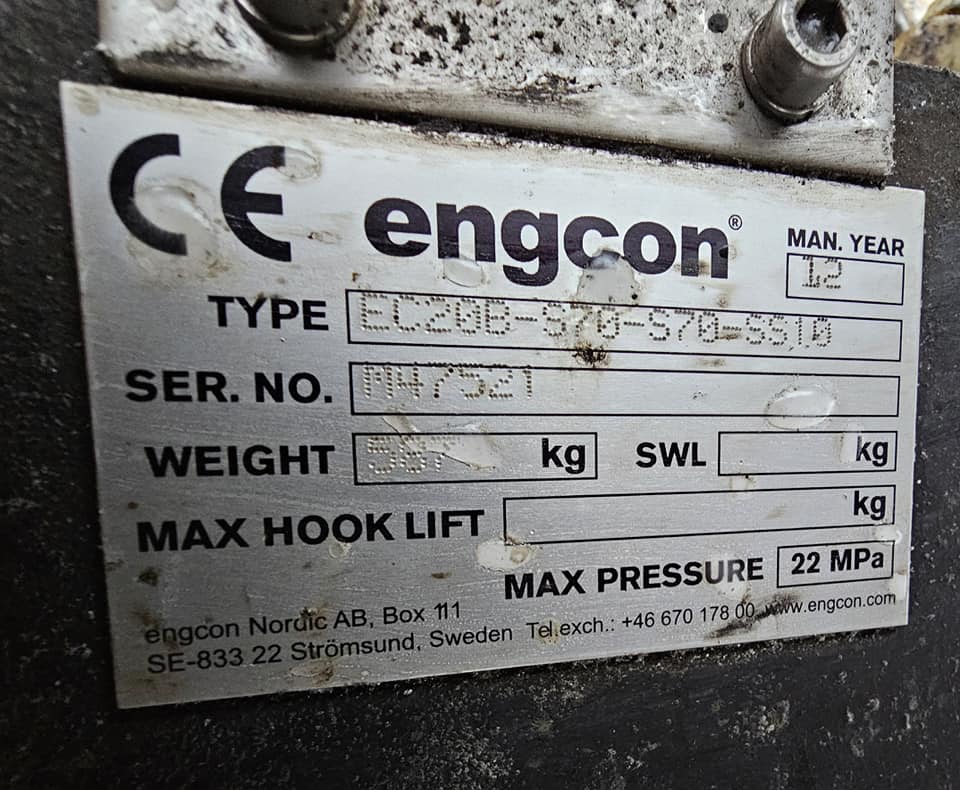 CE engcon®
MAN. YEAR
12
TYPE EC20B-S70-S70-SS10
SER. NO. M47521
WEIGHT kg SWL kg
MAX HOOK LIFT kg
MAX PRESSURE 22 MPa
engcon Nordic AB, Box 111
SE-833 22 Strömsund, Sweden Tel.exch.: +46 670 178 00 www.engcon.com